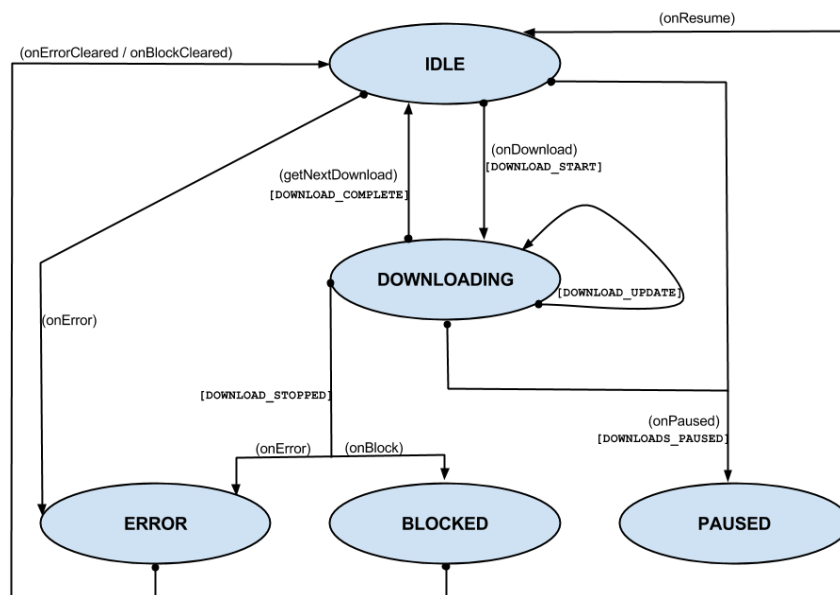 (onResume)
(onErrorCleared / onBlockCleared)
IDLE
(onDownload)
[DOWNLOAD_START]
(getNextDownload)
[DOWNLOAD_COMPLETE]
DOWNLOADING
[DOWNLOAD_UPDATE]
(onError)
[DOWNLOAD_STOPPED]
(onPaused)
[DOWNLOADS_PAUSED]
(onError)
(onBlock)
ERROR
BLOCKED
PAUSED